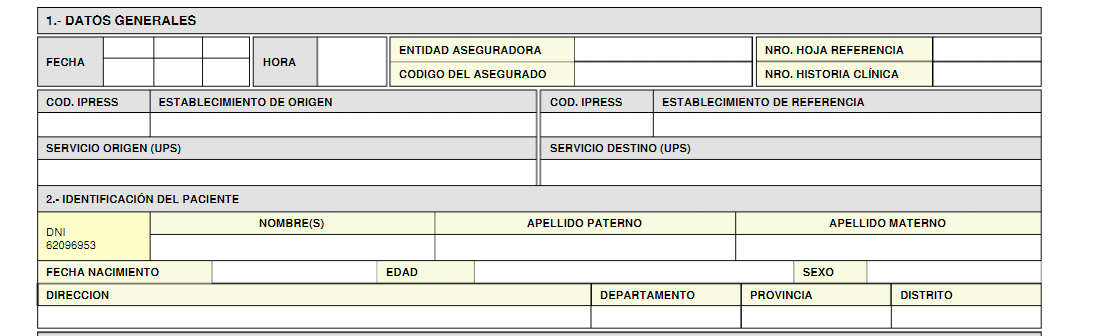 1.- DATOS GENERALES
FECHA
HORA
ENTIDAD ASEGURADORA
CODIGO DEL ASEGURADO
NRO. HOJA REFERENCIA
NRO. HISTORIA CLÍNICA
COD. IPRESS
ESTABLECIMIENTO DE ORIGEN
COD. IPRESS
ESTABLECIMIENTO DE REFERENCIA
SERVICIO ORIGEN (UPS)
SERVICIO DESTINO (UPS)
2.- IDENTIFICACIÓN DEL PACIENTE
DNI
62096953
NOMBRE(S)
APELLIDO PATERNO
APELLIDO MATERNO
FECHA NACIMIENTO
EDAD
SEXO
DIRECCION
DEPARTAMENTO
PROVINCIA
DISTRITO